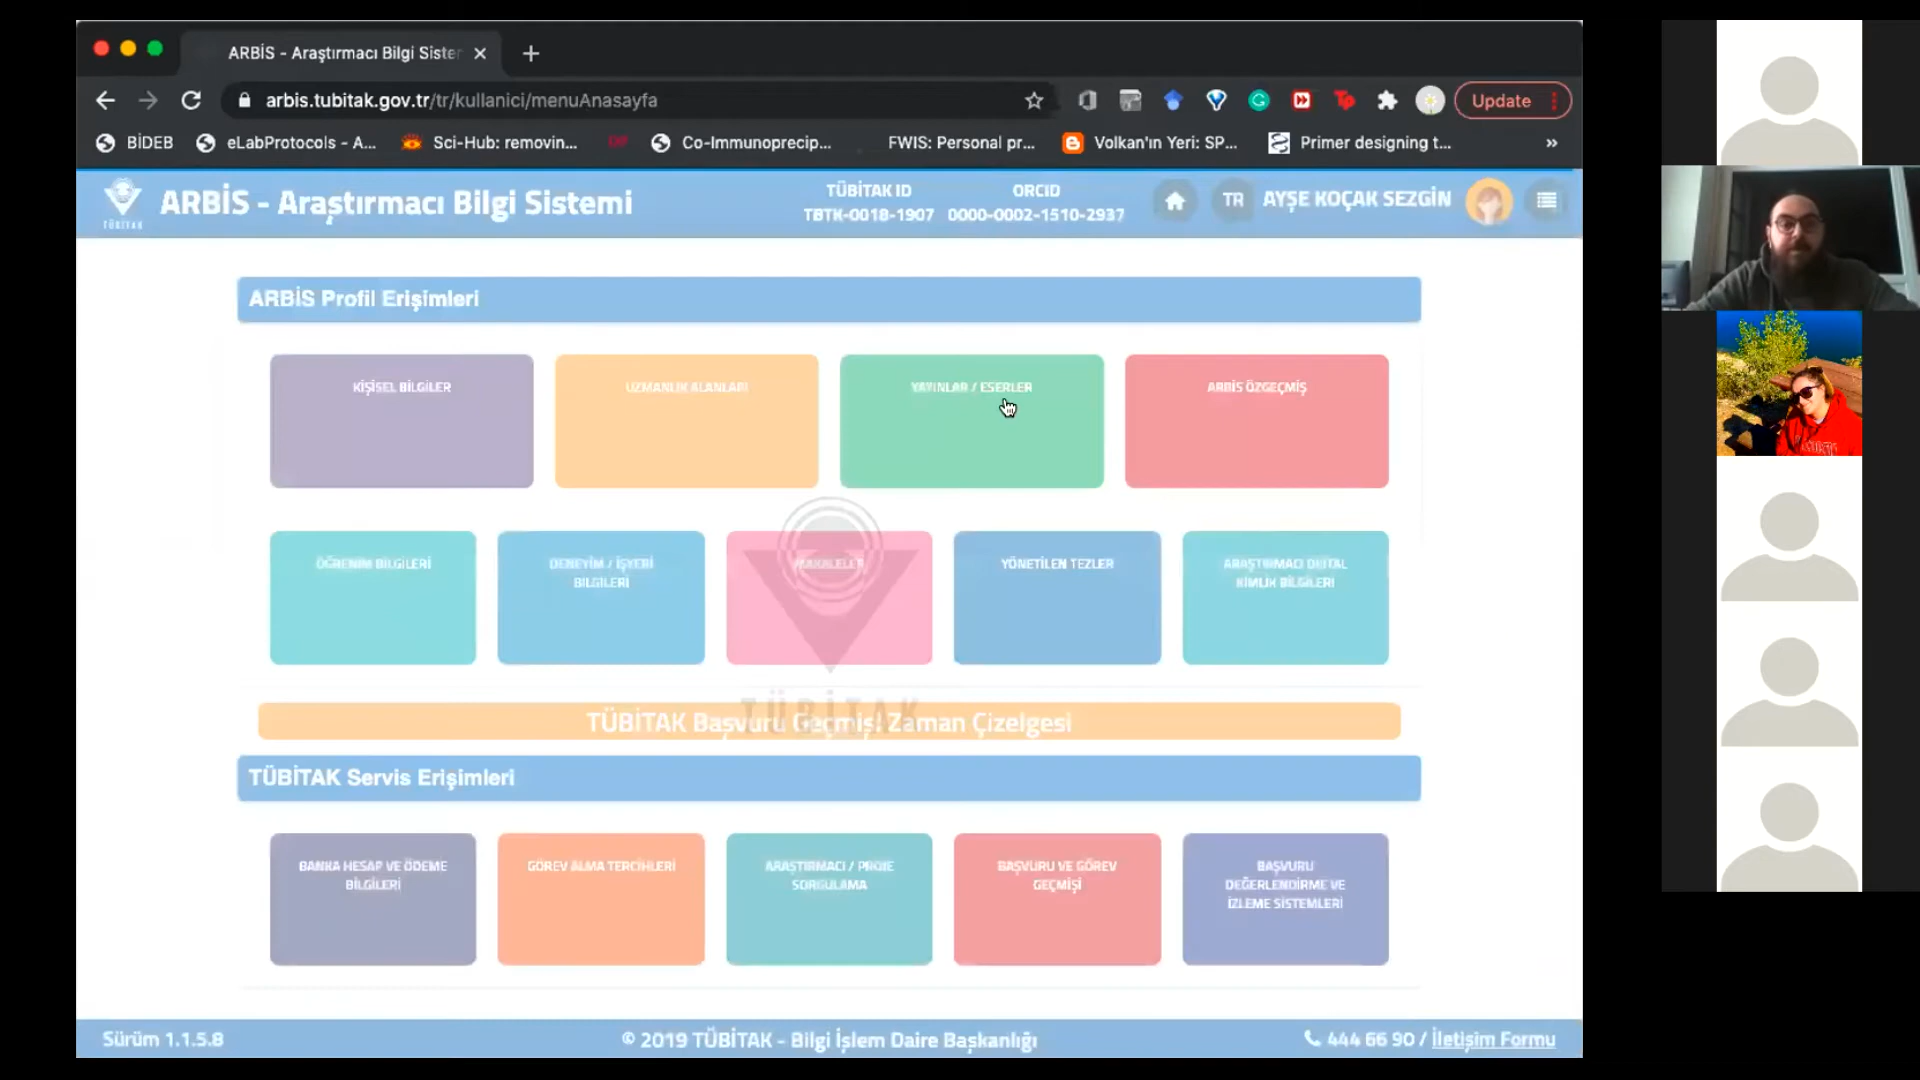 ARBİS - Araştırmacı Bilgi Sister
arbis.tubitak.gov.tr/tr/kullanici/menuAnasayfa
Update
BİDEB
eLabProtocols - A...
Sci-Hub: removin...
Co-Immunoprecip...
FWIS: Personal pr...
Volkan'ın Yeri: SP...
Primer designing t...
»
TÜBİTAK
ARBİS - Araştırmacı Bilgi Sistemi
TÜBİTAK ID
TBTK-0018-1907
ORCID
0000-0002-1510-2937
TR
AYŞE KOÇAK SEZGİN
ARBİS Profil Erişimleri
KİŞİSEL BİLGİLER
UZMANLIK ALANLARI
YAYINLAR / ESERLER
ARBİS ÖZGEÇMİŞ
ÖĞRENİM BİLGİLERİ
DENEYİM / İŞYERİ
BİLGİLERİ
MAKALELER
YÖNETİLEN TEZLER
ARAŞTIRMACI DİJİTAL
KİMLİK BİLGİLERİ
TÜBİTAK
TÜBİTAK Başvuru Geçmişi Zaman Çizelgesi
TÜBİTAK Servis Erişimleri
BANKA HESAP VE ÖDEME
BİLGİLERİ
GÖREV ALMA TERCİHLERİ
ARAŞTIRMACI / PROJE
SORGULAMA
BAŞVURU VE GÖREV
GEÇMİŞİ
BAŞVURU
DEĞERLENDİRME VE
İZLEME SİSTEMLERİ
Sürüm 1.1.5.8
© 2019 TÜBİTAK - Bilgi İşlem Daire Başkanlığı
444 66 90 / İletişim Formu